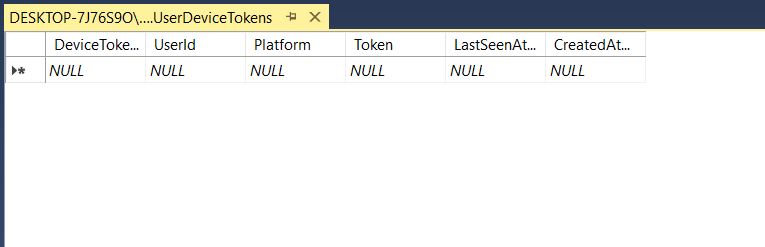 DESKTOP-7J76S9O\....UserDeviceTokens
DeviceToke... UserId Platform Token LastSeenAt... CreatedAt...
NULL NULL NULL NULL NULL NULL